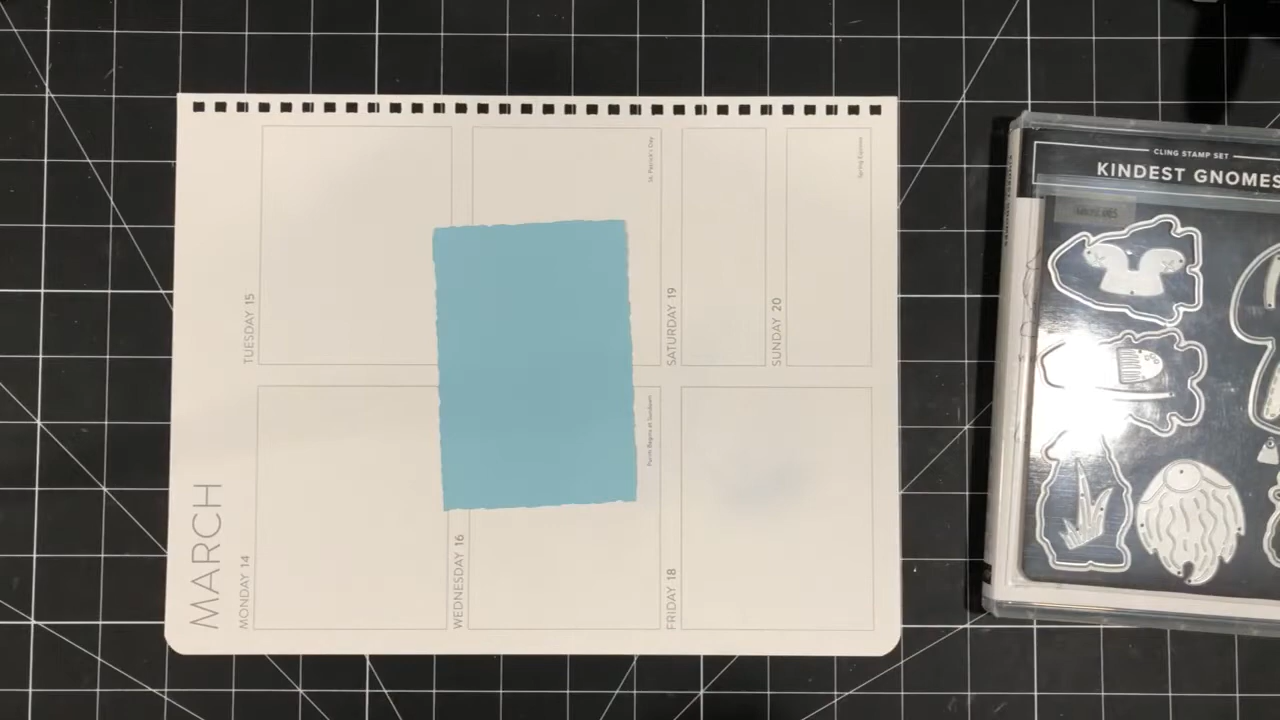 MARCH
MONDAY 14
TUESDAY 15
WEDNESDAY 16
Purim Begins at Sundown
St. Patrick's Day
FRIDAY 18
SATURDAY 19
SUNDAY 20
Spring Equinox
CLING STAMP SET
KINDEST GNOMES